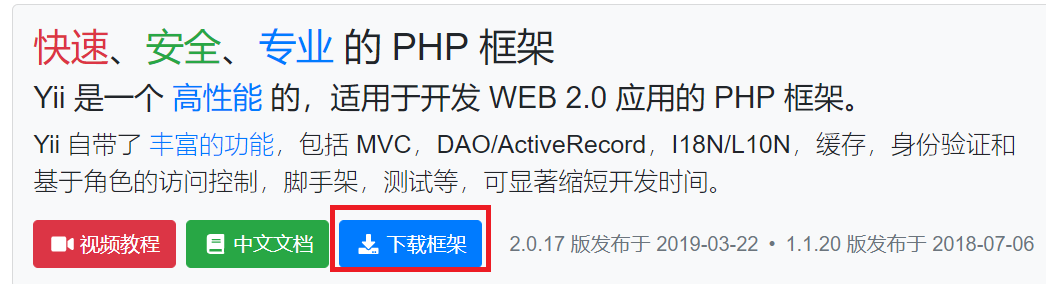 快速、安全、专业 的 PHP 框架
Yii 是一个 高性能 的，适用于开发 WEB 2.0 应用的 PHP 框架。
Yii 自带了 丰富的功能，包括 MVC，DAO/ActiveRecord，I18N/L10N，缓存，身份验证和
基于角色的访问控制，脚手架，测试等，可显著缩短开发时间。
视频教程 中文文档 下载框架 2.0.17 版发布于 2019-03-22 • 1.1.20 版发布于 2018-07-06